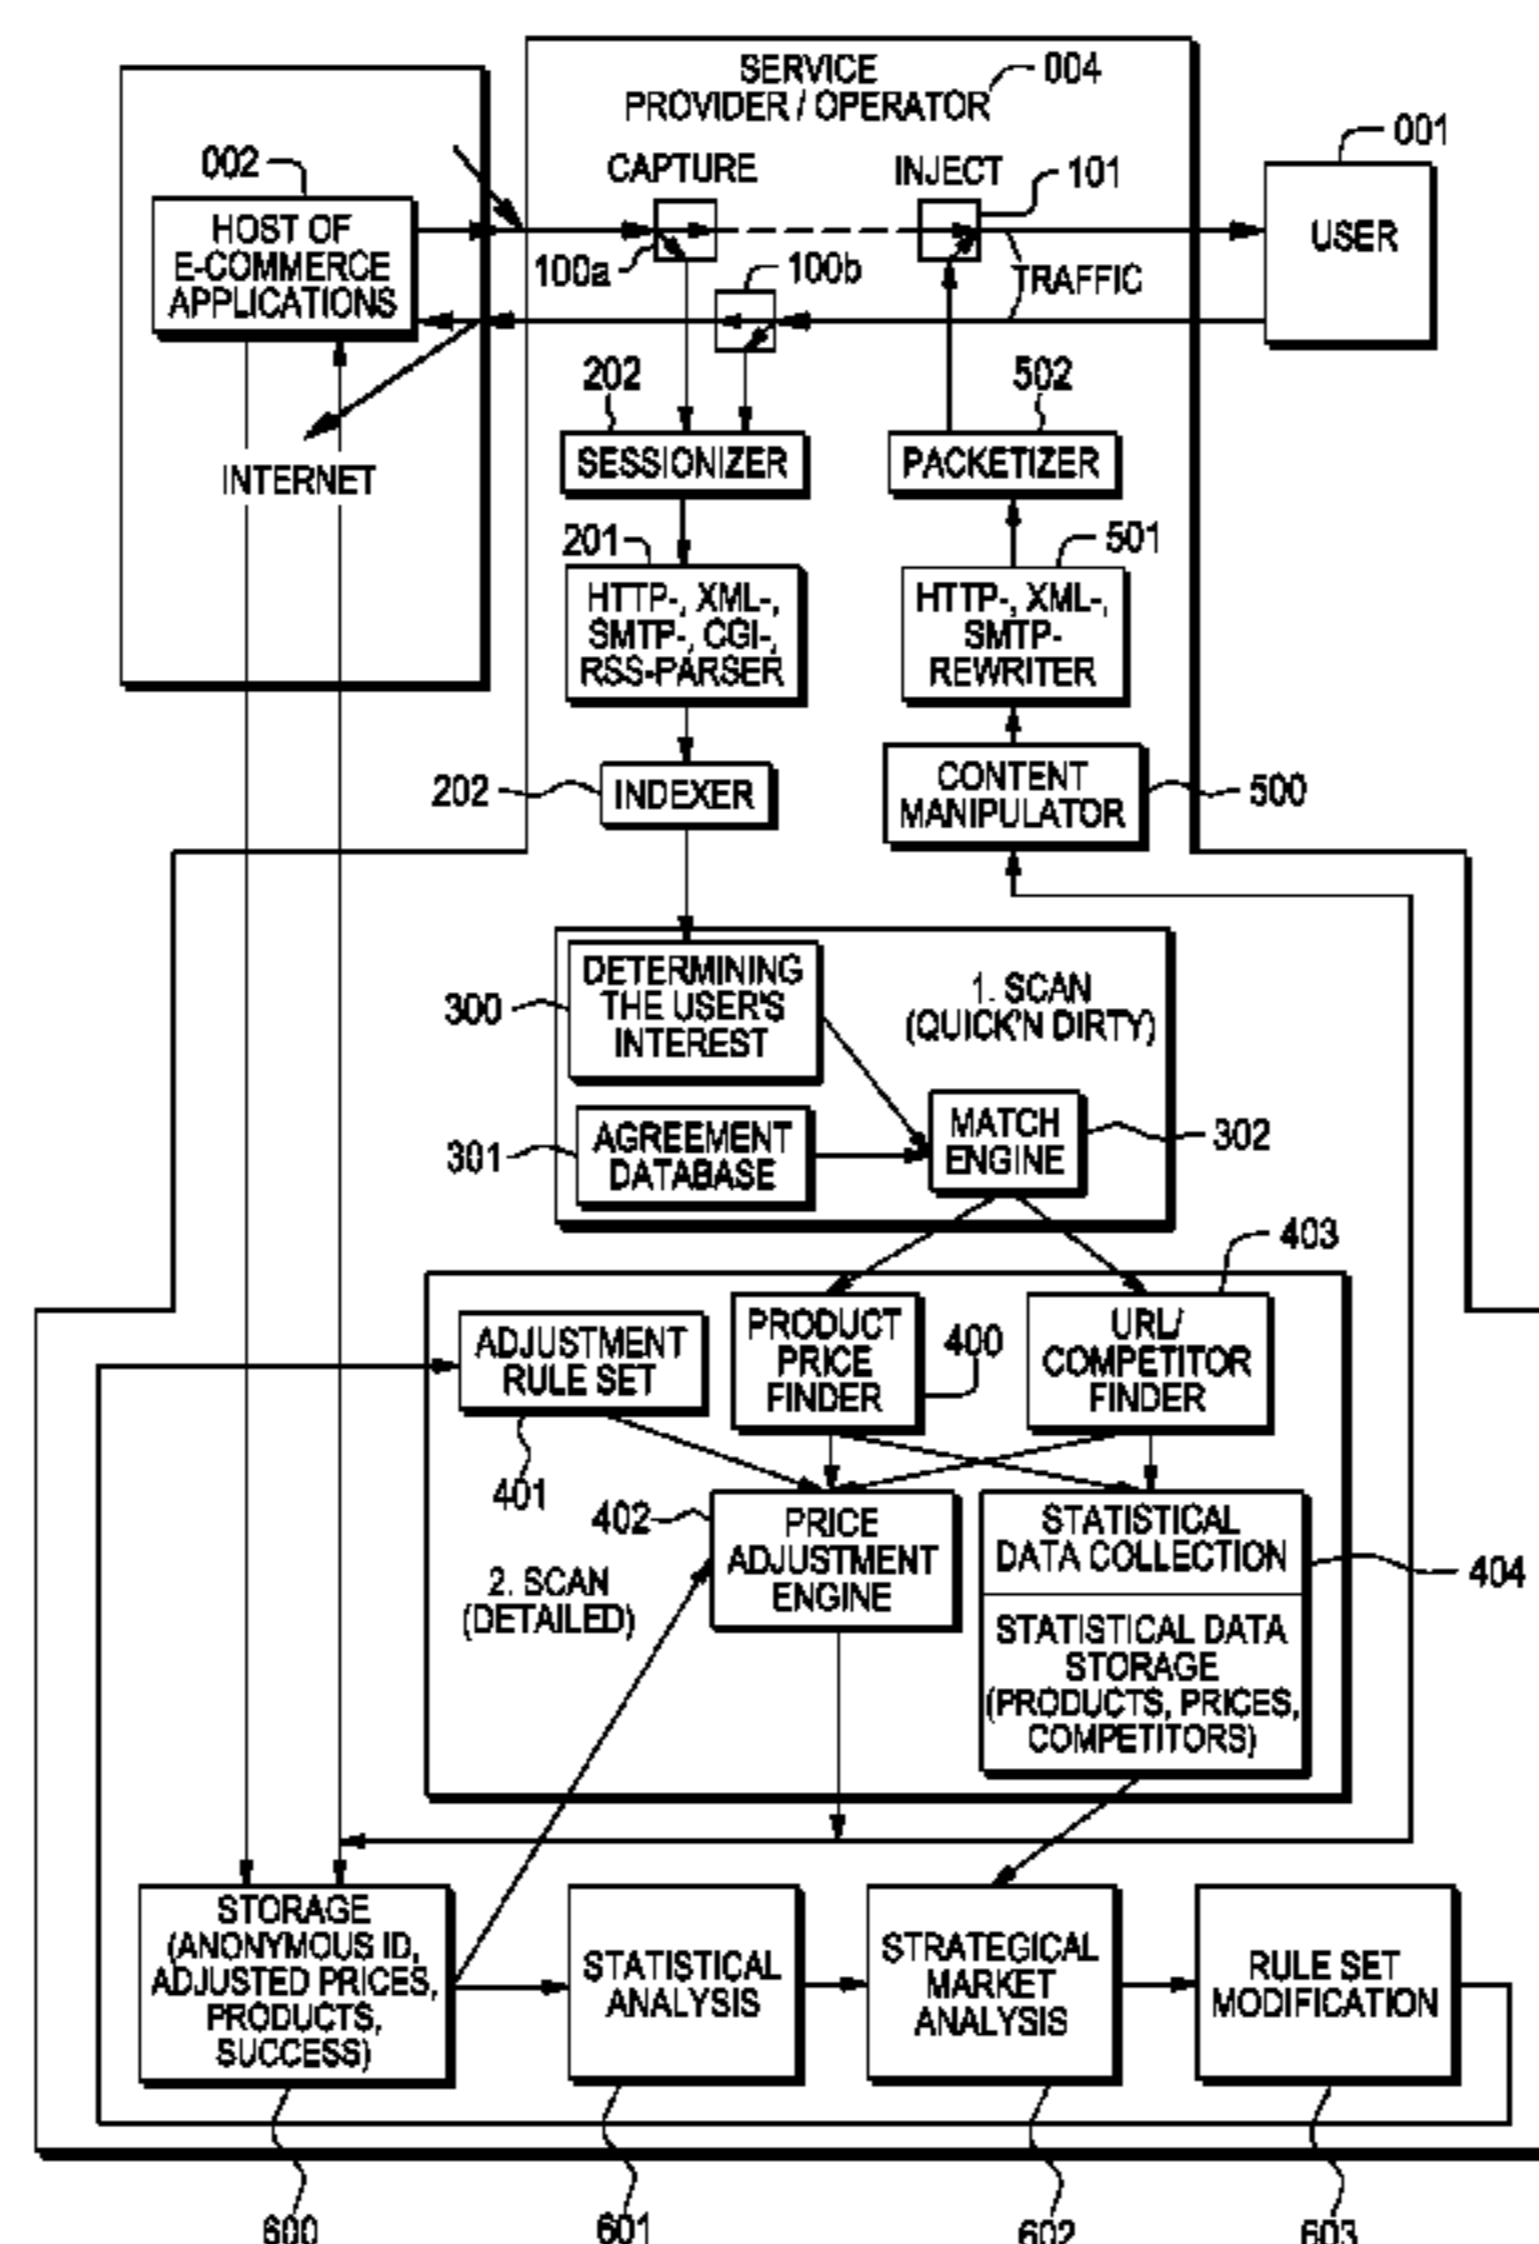 SERVICE
PROVIDER / OPERATOR
004
001
002
CAPTURE
INJECT
101
HOST OF
E-COMMERCE
APPLICATIONS
USER
100a
100b
TRAFFIC
202
502
INTERNET
SESSIONIZER
PACKETIZER
201
501
HTTP-, XML-,
SMTP-, CGI-,
RSS-PARSER
HTTP-, XML-,
SMTP-
REWRITER
202
INDEXER
CONTENT
MANIPULATOR
500
300
DETERMINING
THE USER'S
INTEREST
1. SCAN
(QUICK'N DIRTY)
301
AGREEMENT
DATABASE
MATCH
ENGINE
302
403
ADJUSTMENT
RULE SET
PRODUCT
PRICE
FINDER
400
URL/
COMPETITOR
FINDER
401
402
PRICE
ADJUSTMENT
ENGINE
STATISTICAL
DATA COLLECTION
404
2. SCAN
(DETAILED)
STATISTICAL DATA
STORAGE
(PRODUCTS, PRICES,
COMPETITORS)
STORAGE
(ANONYMOUS ID,
ADJUSTED PRICES,
PRODUCTS,
SUCCESS)
STATISTICAL
ANALYSIS
STRATEGICAL
MARKET
ANALYSIS
RULE SET
MODIFICATION
600
601
602
603